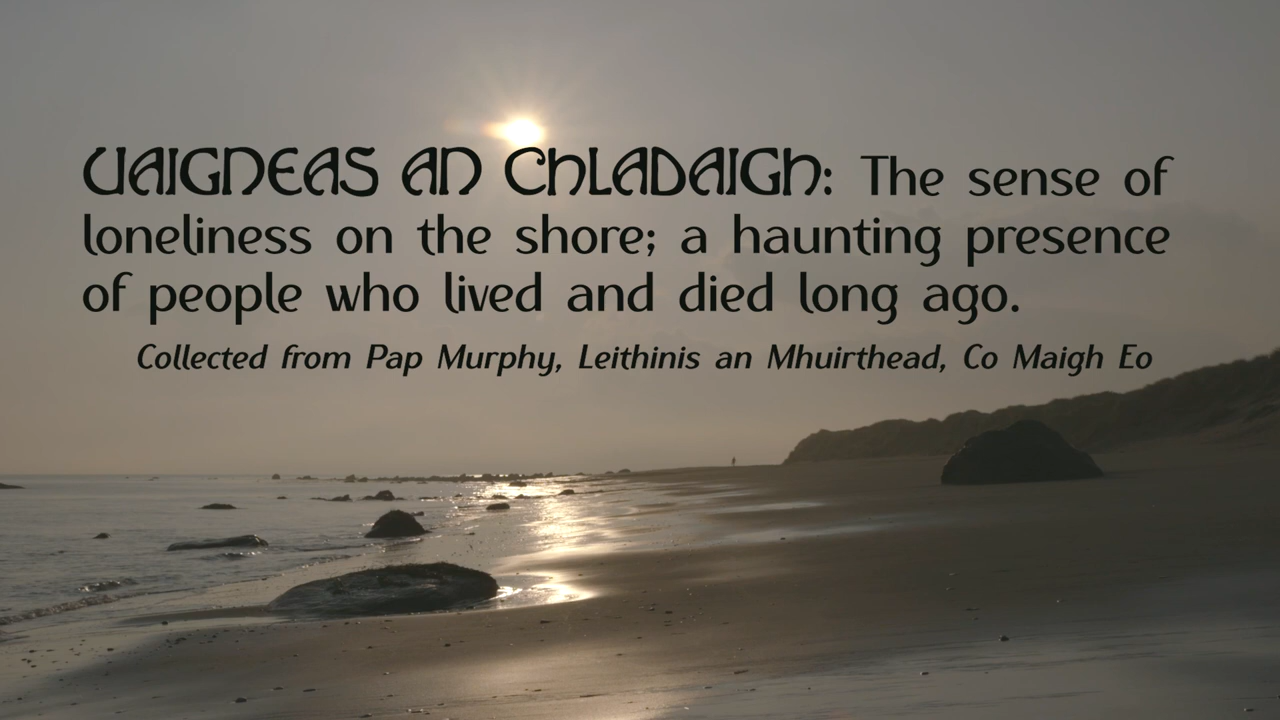 UAIGNEAS AN ChLADAIGh: The sense of
loneliness on the shore; a haunting presence
of people who lived and died long ago.
Collected from Pap Murphy, Leithinis an Mhuirthead, Co Maigh Eo